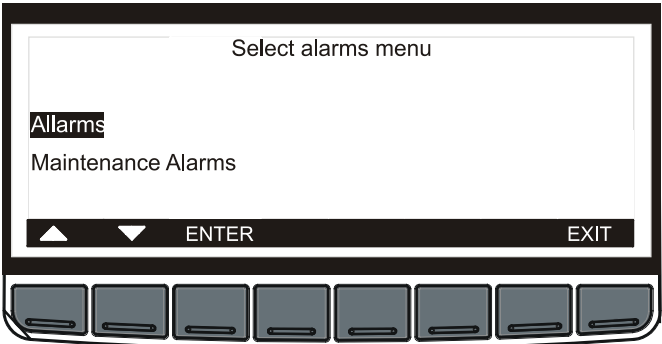 Select alarms menu
Allarms
Maintenance Alarms
ENTER EXIT